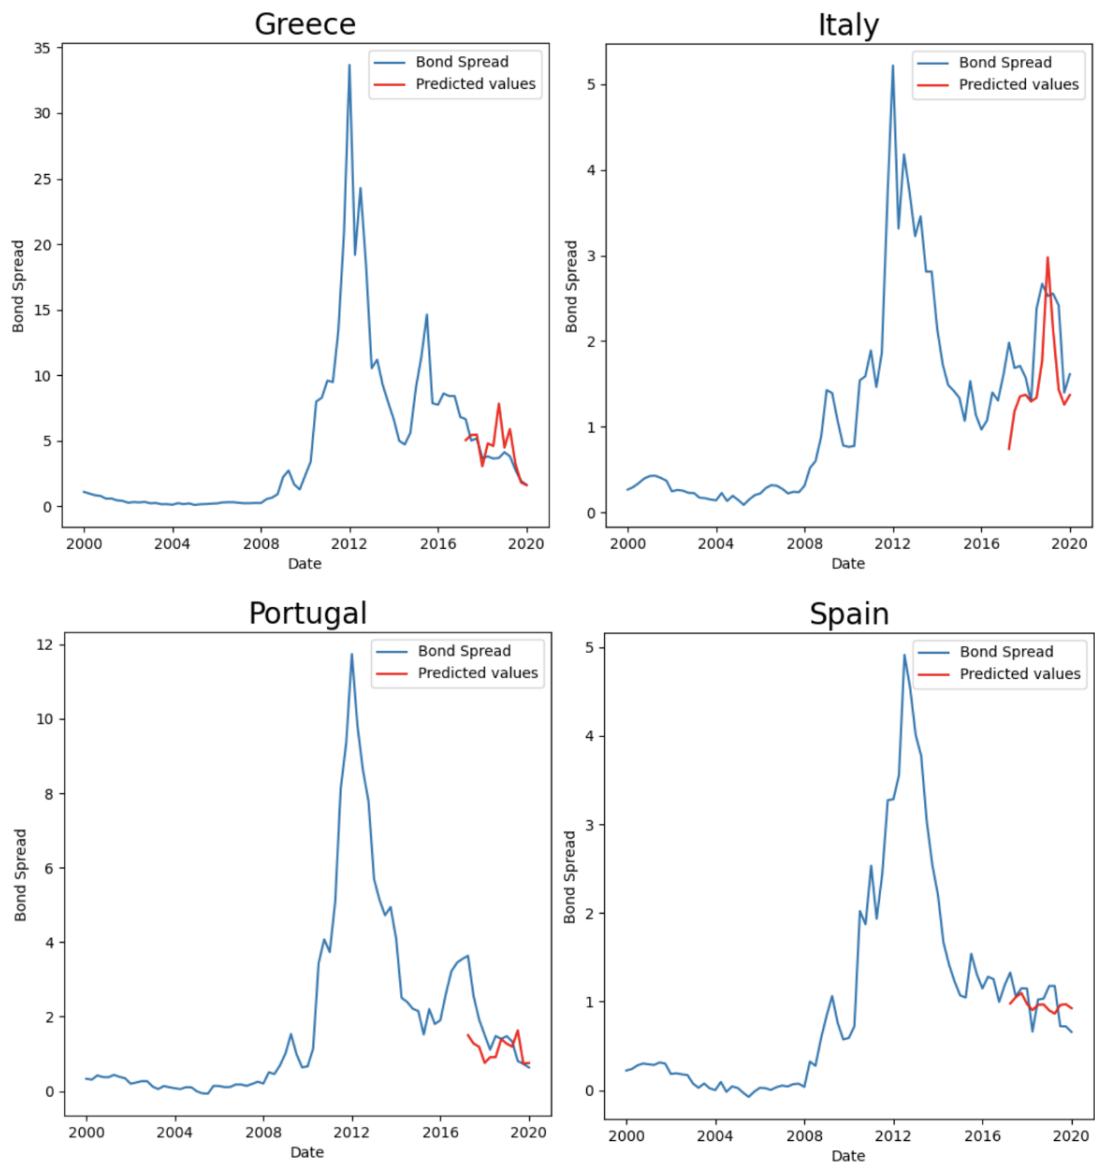 Greece
Bond Spread
Predicted values
35
30
25
20
15
10
5
0
Bond Spread
2000 2004 2008 2012 2016 2020
Date
Italy
Bond Spread
Predicted values
5
4
3
2
1
0
Bond Spread
2000 2004 2008 2012 2016 2020
Date
Portugal
Bond Spread
Predicted values
12
10
8
6
4
2
0
Bond Spread
2000 2004 2008 2012 2016 2020
Date
Spain
Bond Spread
Predicted values
5
4
3
2
1
0
Bond Spread
2000 2004 2008 2012 2016 2020
Date